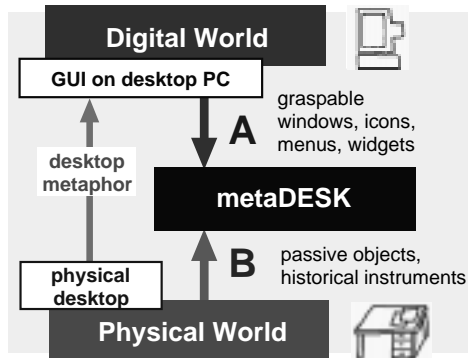 Digital World
GUI on desktop PC
A
graspable
windows, icons,
menus, widgets
desktop
metaphor
metaDESK
B
passive objects,
historical instruments
physical
desktop
Physical World